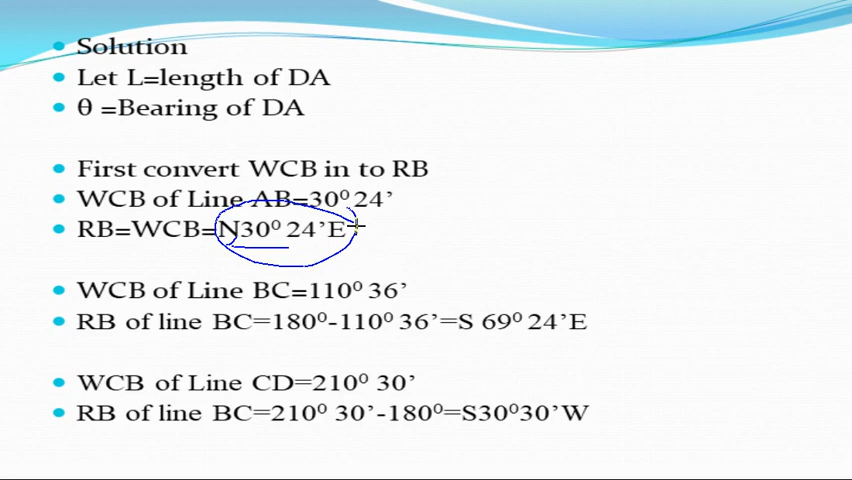 Solution
Let L=length of DA
θ =Bearing of DA
First convert WCB in to RB
WCB of Line AB=30⁰ 24’
RB=WCB=N30⁰ 24’E
WCB of Line BC=110⁰ 36’
RB of line BC=180⁰-110⁰ 36’=S 69⁰ 24’E
WCB of Line CD=210⁰ 30’
RB of line BC=210⁰ 30’-180⁰=S30⁰30’W